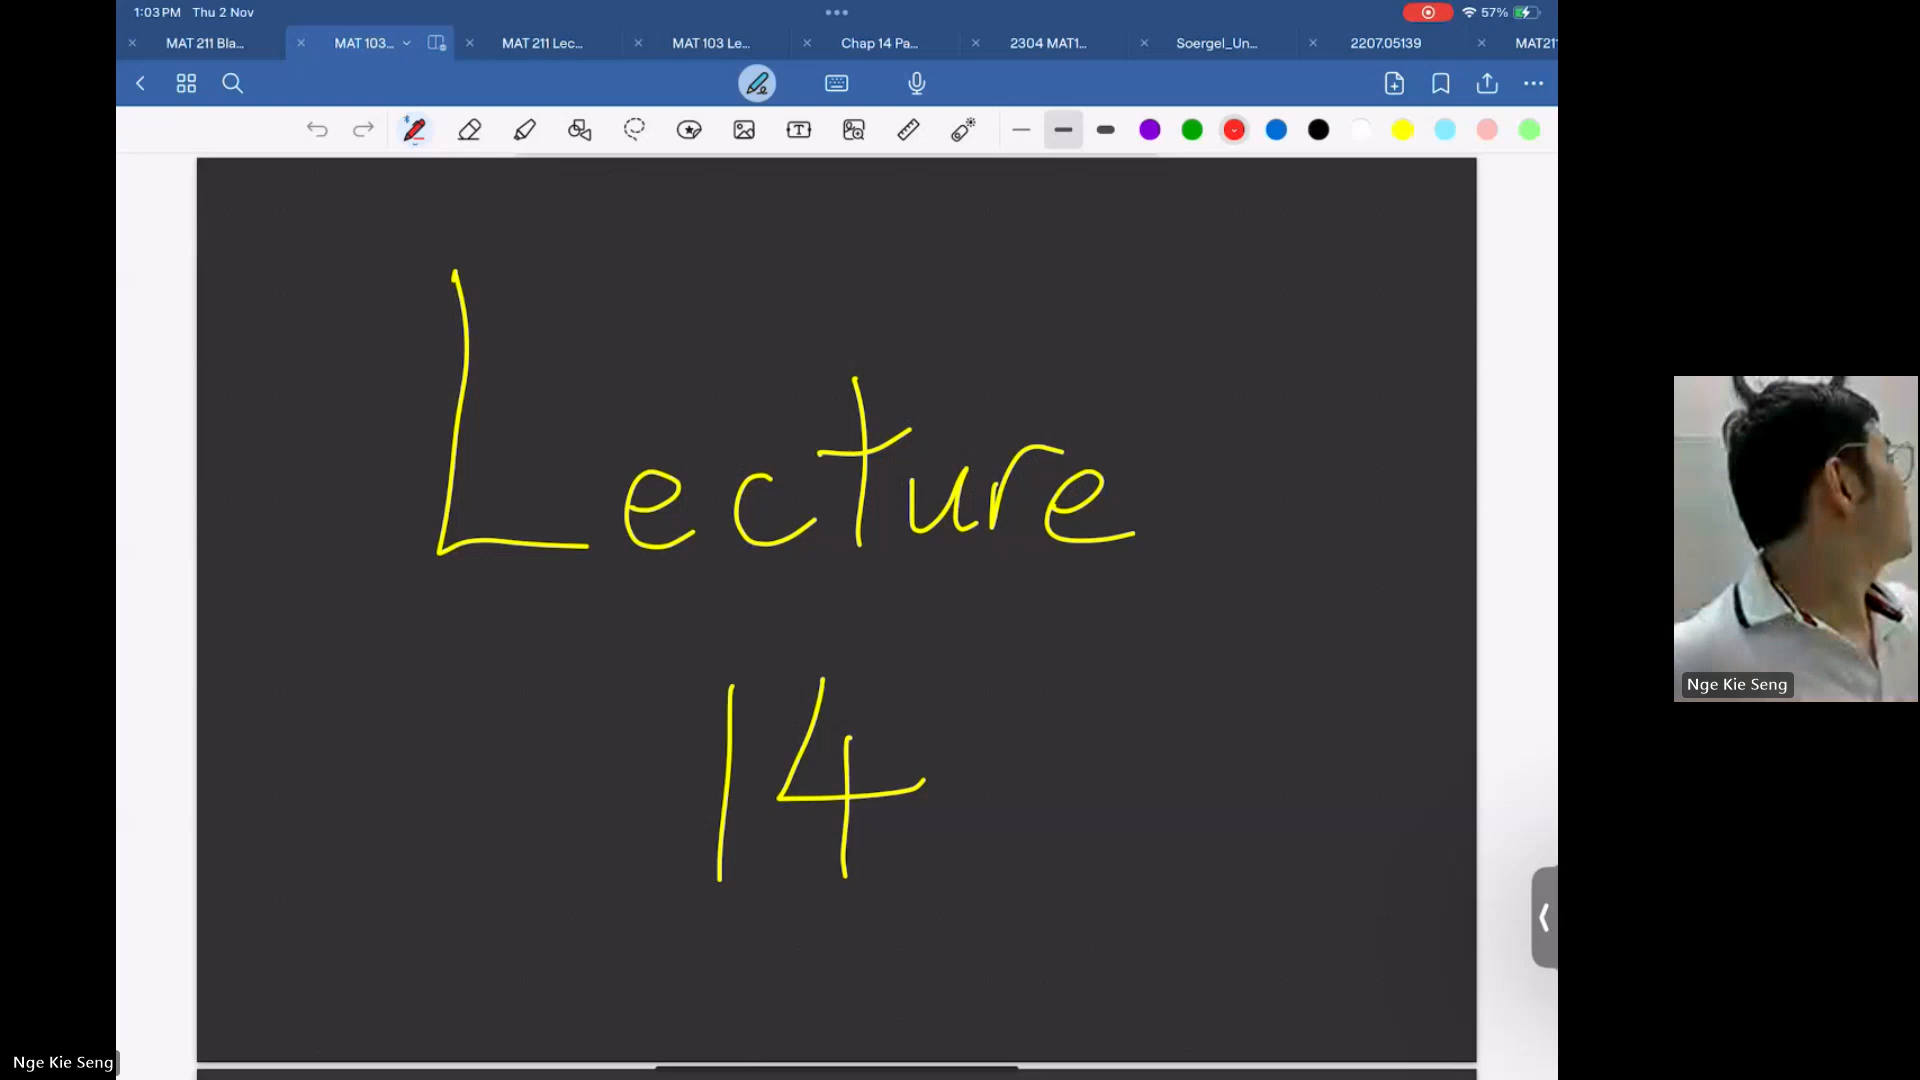 1:03 PM Thu 2 Nov
57%
MAT 211 Bla...
MAT 103...
MAT 211 Lec...
MAT 103 Le...
Chap 14 Pa...
2304 MAT1...
Soergel_Un...
2207.05139
MAT21
Lecture
14
Nge Kie Seng
Nge Kie Seng